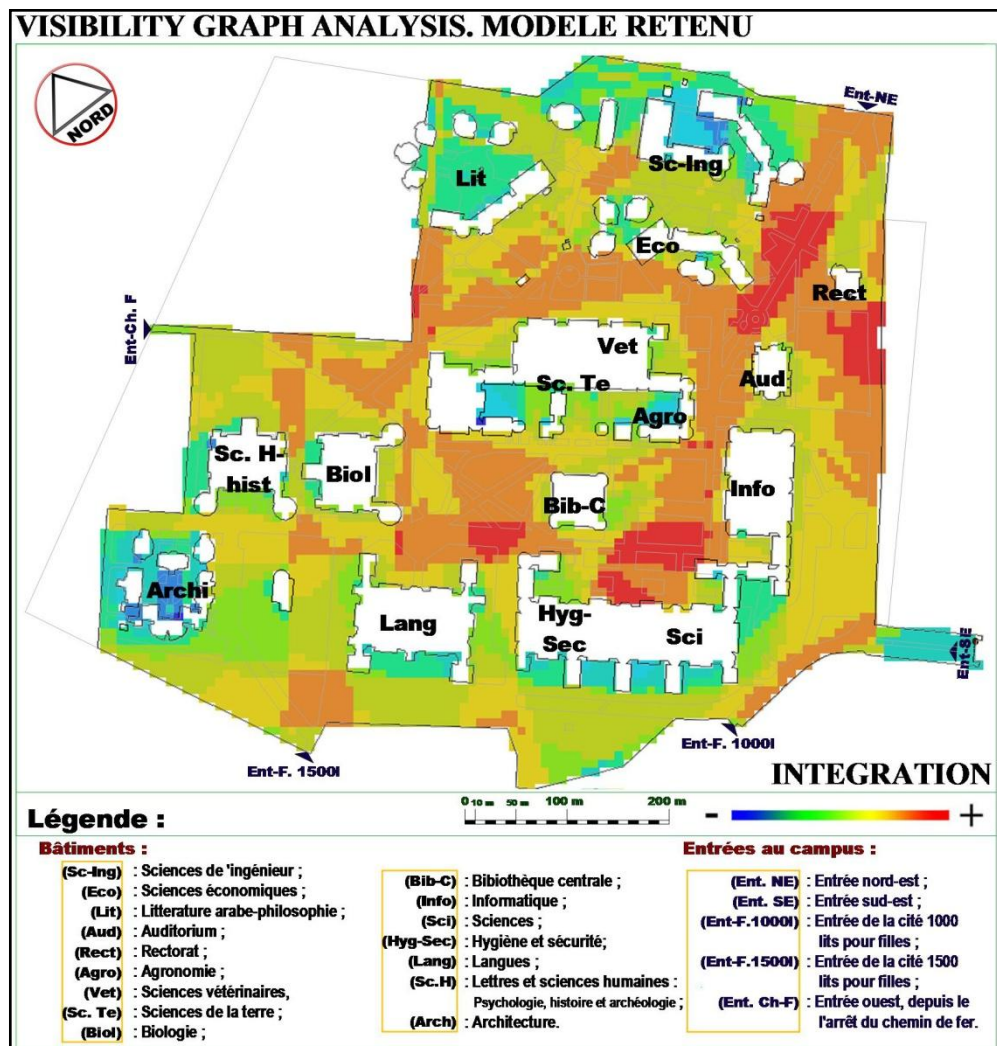 VISIBILITY GRAPH ANALYSIS. MODELE RETENU
NORD
Ent-NE
Sc-Ing
Lit
Eco
Rect
Ent-Ch. F
Vet
Sc. Te
Aud
Agro
Sc. H-
hist
Biol
Bib-C
Info
Archi
Lang
Hyg-
Sec
Sci
Ent-SE
Ent-F. 1000l
Ent-F. 1500l
INTEGRATION
- +
0 10 m 50 m 100 m 200 m
Légende :
Bâtiments :
(Sc-Ing) : Sciences de 'ingénieur ;
(Eco) : Sciences économiques ;
(Lit) : Litterature arabe-philosophie ;
(Aud) : Auditorium ;
(Rect) : Rectorat ;
(Agro) : Agronomie ;
(Vet) : Sciences vétérinaires,
(Sc. Te) : Sciences de la terre ;
(Biol) : Biologie ;
(Bib-C) : Bibiothèque centrale ;
(Info) : Informatique ;
(Sci) : Sciences ;
(Hyg-Sec) : Hygiène et sécurité;
(Lang) : Langues ;
(Sc.H) : Lettres et sciences humaines :
Psychologie, histoire et archéologie ;
(Arch) : Architecture.
Entrées au campus :
(Ent. NE) : Entrée nord-est ;
(Ent. SE) : Entrée sud-est ;
(Ent-F.1000l) : Entrée de la cité 1000
lits pour filles ;
(Ent-F.1500l) : Entrée de la cité 1500
lits pour filles ;
(Ent. Ch-F) : Entrée ouest, depuis le
l'arrêt du chemin de fer.